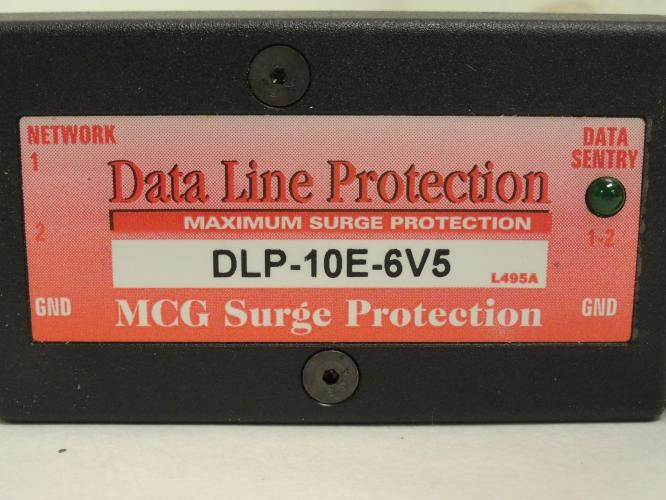 NETWORK
1
2
GND
Data Line Protection
MAXIMUM SURGE PROTECTION
DLP-10E-6V5
L495A
MCG Surge Protection
DATA
SENTRY
1-2
GND